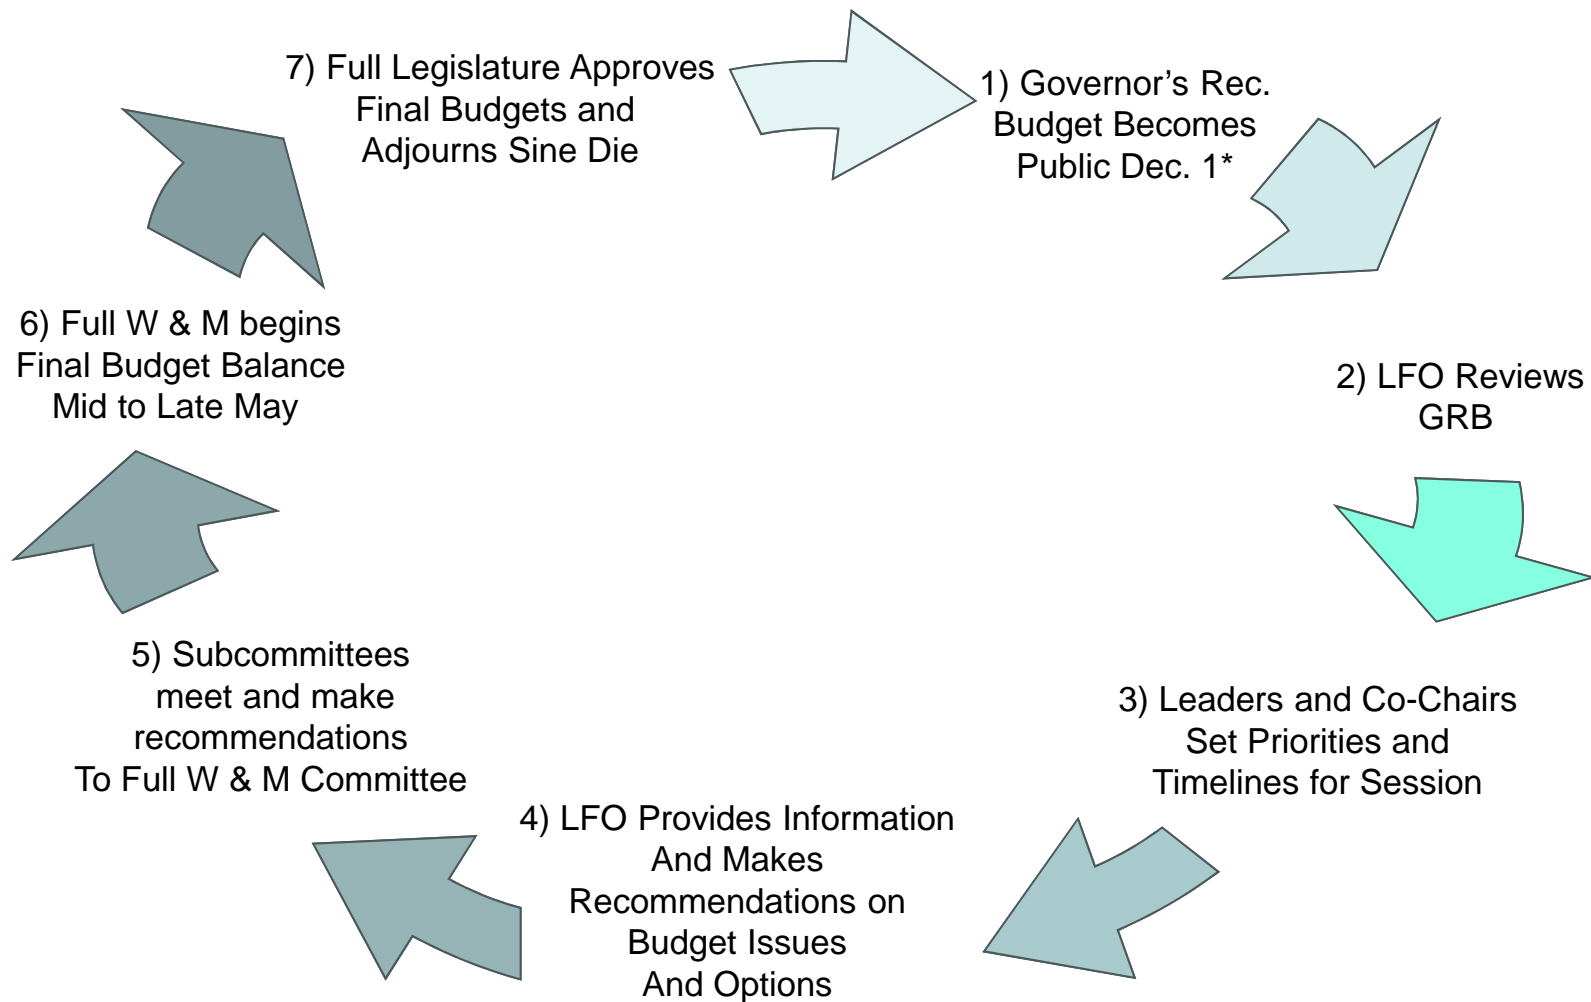 1) Governor’s Rec.
Budget Becomes
Public Dec. 1*
2) LFO Reviews
GRB
3) Leaders and Co-Chairs
Set Priorities and
Timelines for Session
4) LFO Provides Information
And Makes
Recommendations on
Budget Issues
And Options
5) Subcommittees
meet and make
recommendations
To Full W & M Committee
6) Full W & M begins
Final Budget Balance
Mid to Late May
7) Full Legislature Approves
Final Budgets and
Adjourns Sine Die